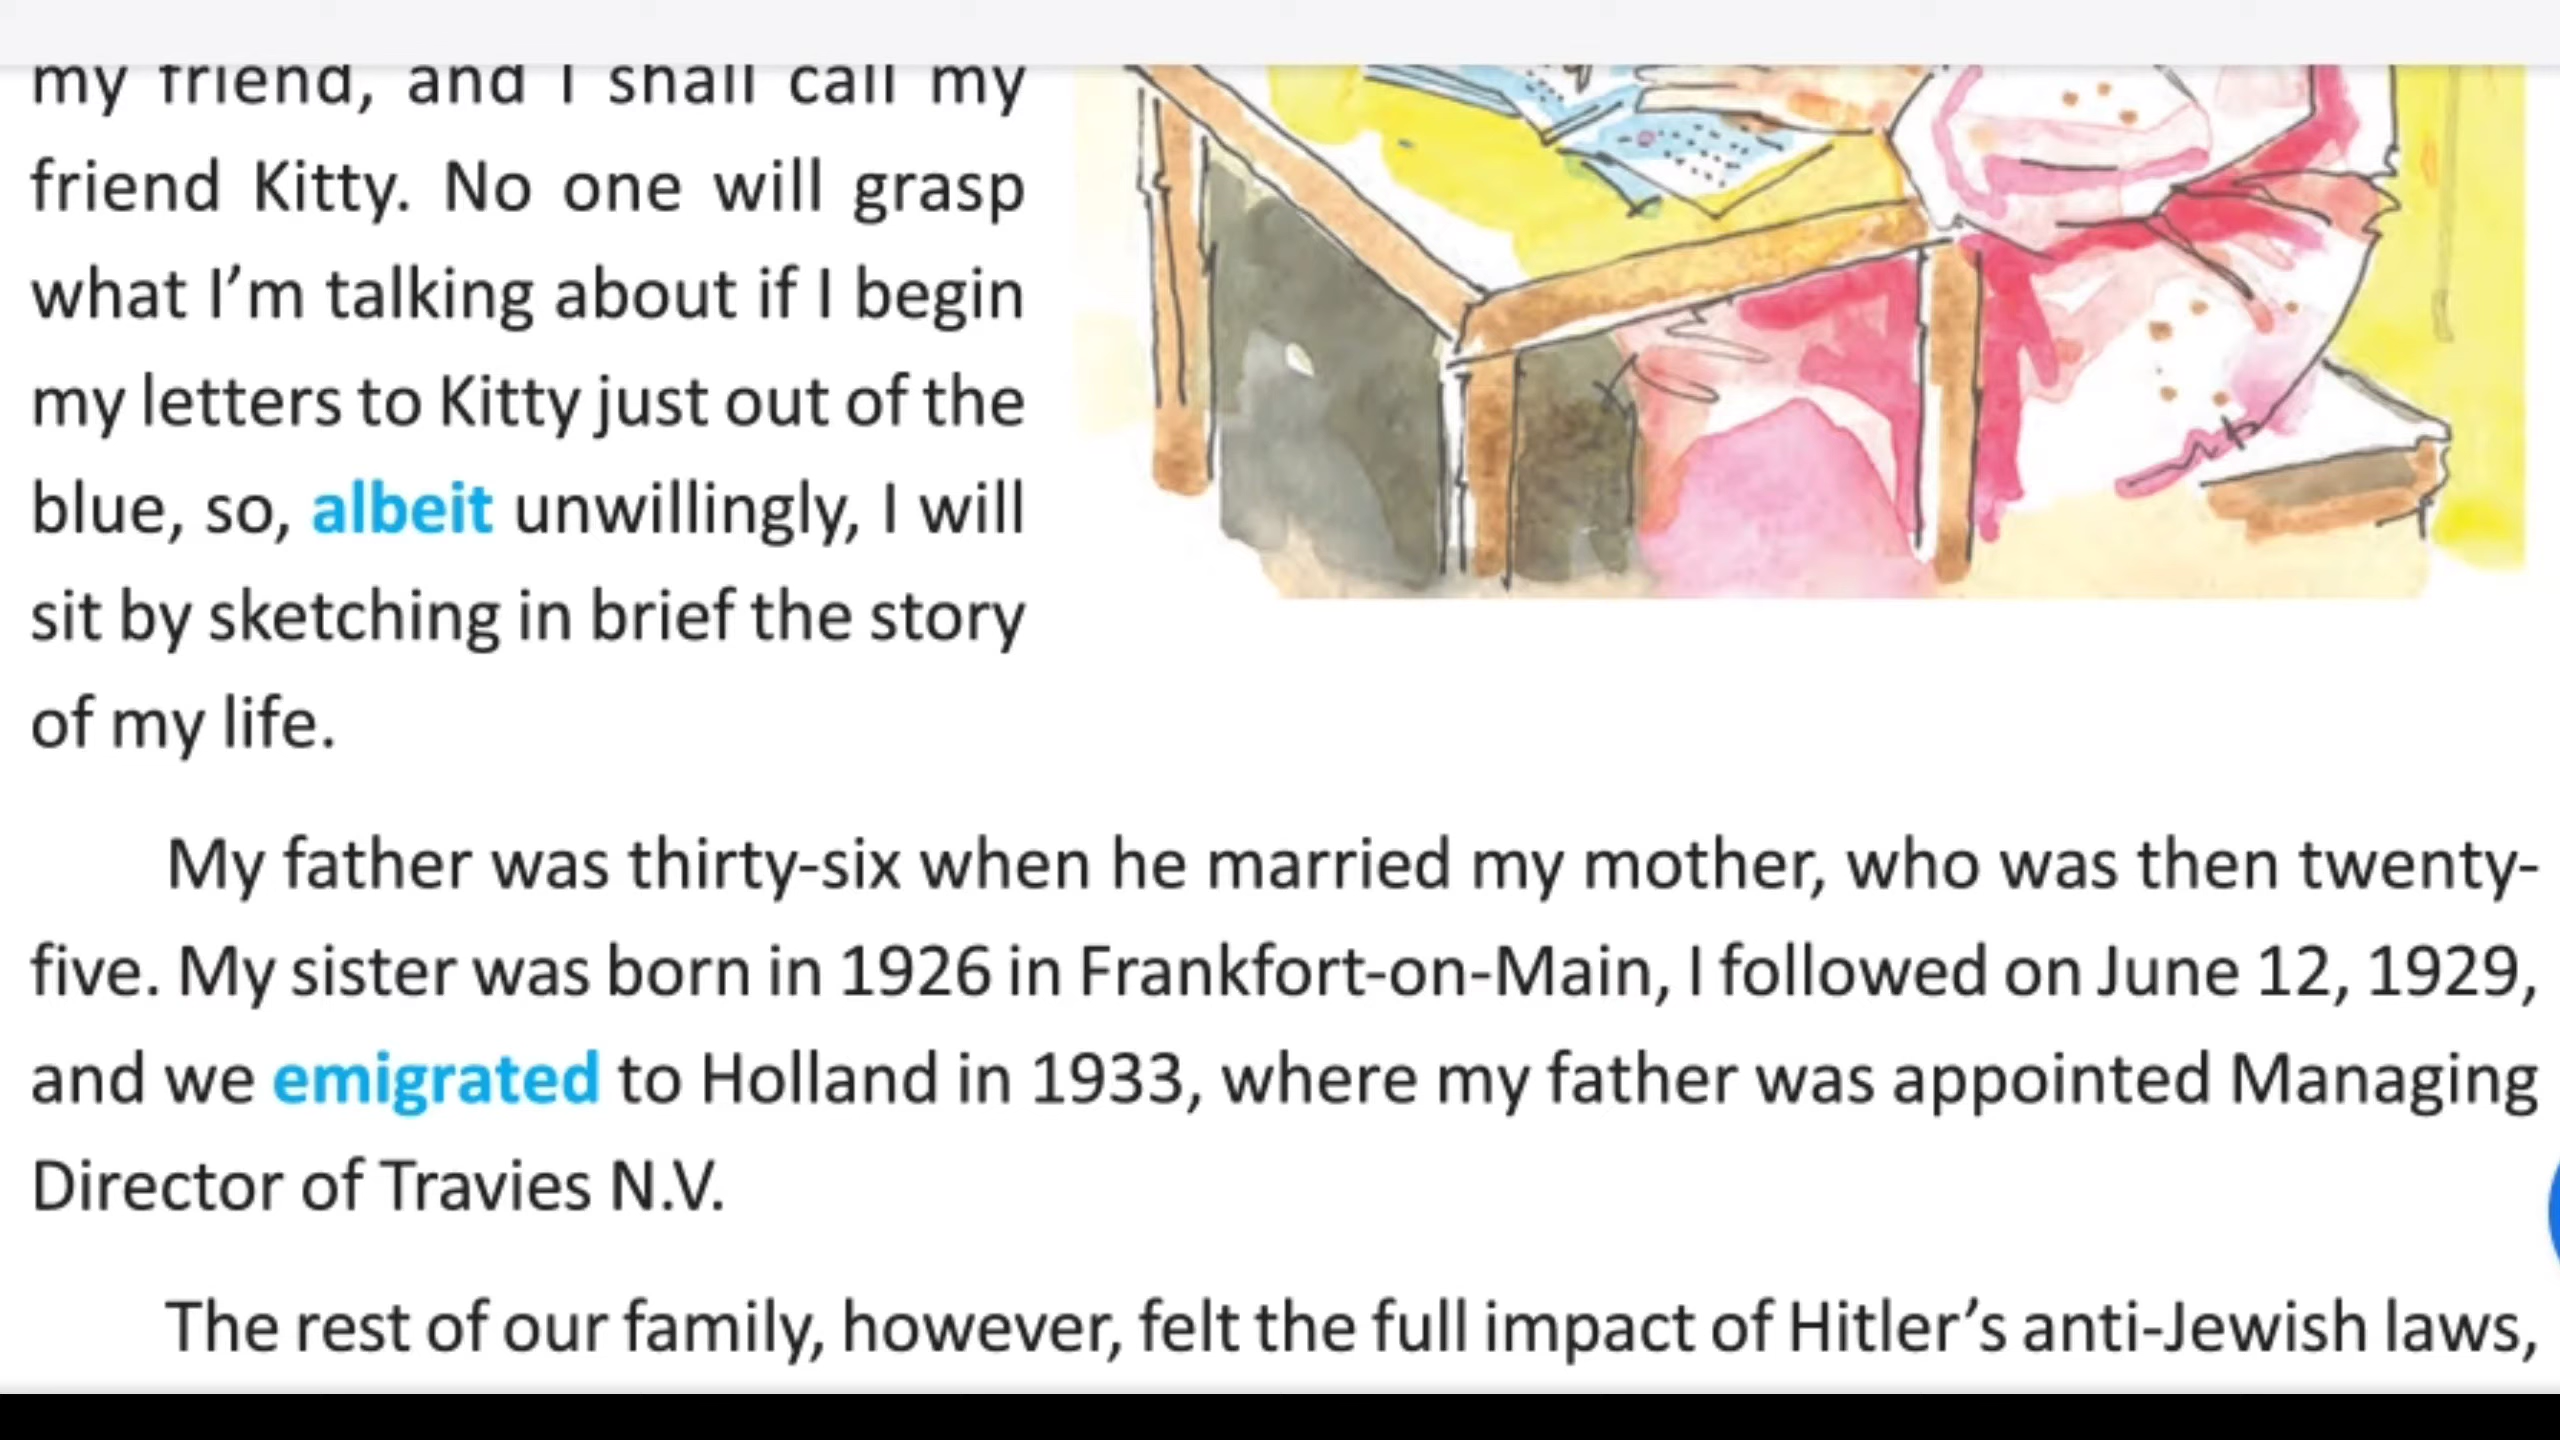 my friend, and I shall call my
friend Kitty. No one will grasp
what I’m talking about if I begin
my letters to Kitty just out of the
blue, so, albeit unwillingly, I will
sit by sketching in brief the story
of my life.
My father was thirty-six when he married my mother, who was then twenty-
five. My sister was born in 1926 in Frankfort-on-Main, I followed on June 12, 1929,
and we emigrated to Holland in 1933, where my father was appointed Managing
Director of Travies N.V.
The rest of our family, however, felt the full impact of Hitler’s anti-Jewish laws,